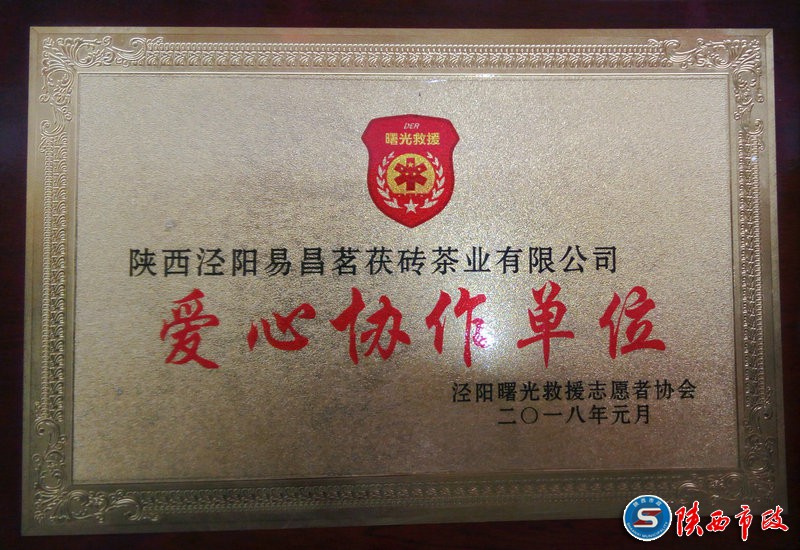 DER
曙光救援
陕西泾阳易昌茗茯砖茶业有限公司
爱心协作单位
泾阳曙光救援志愿者协会
二〇一八年元月
陕西市政